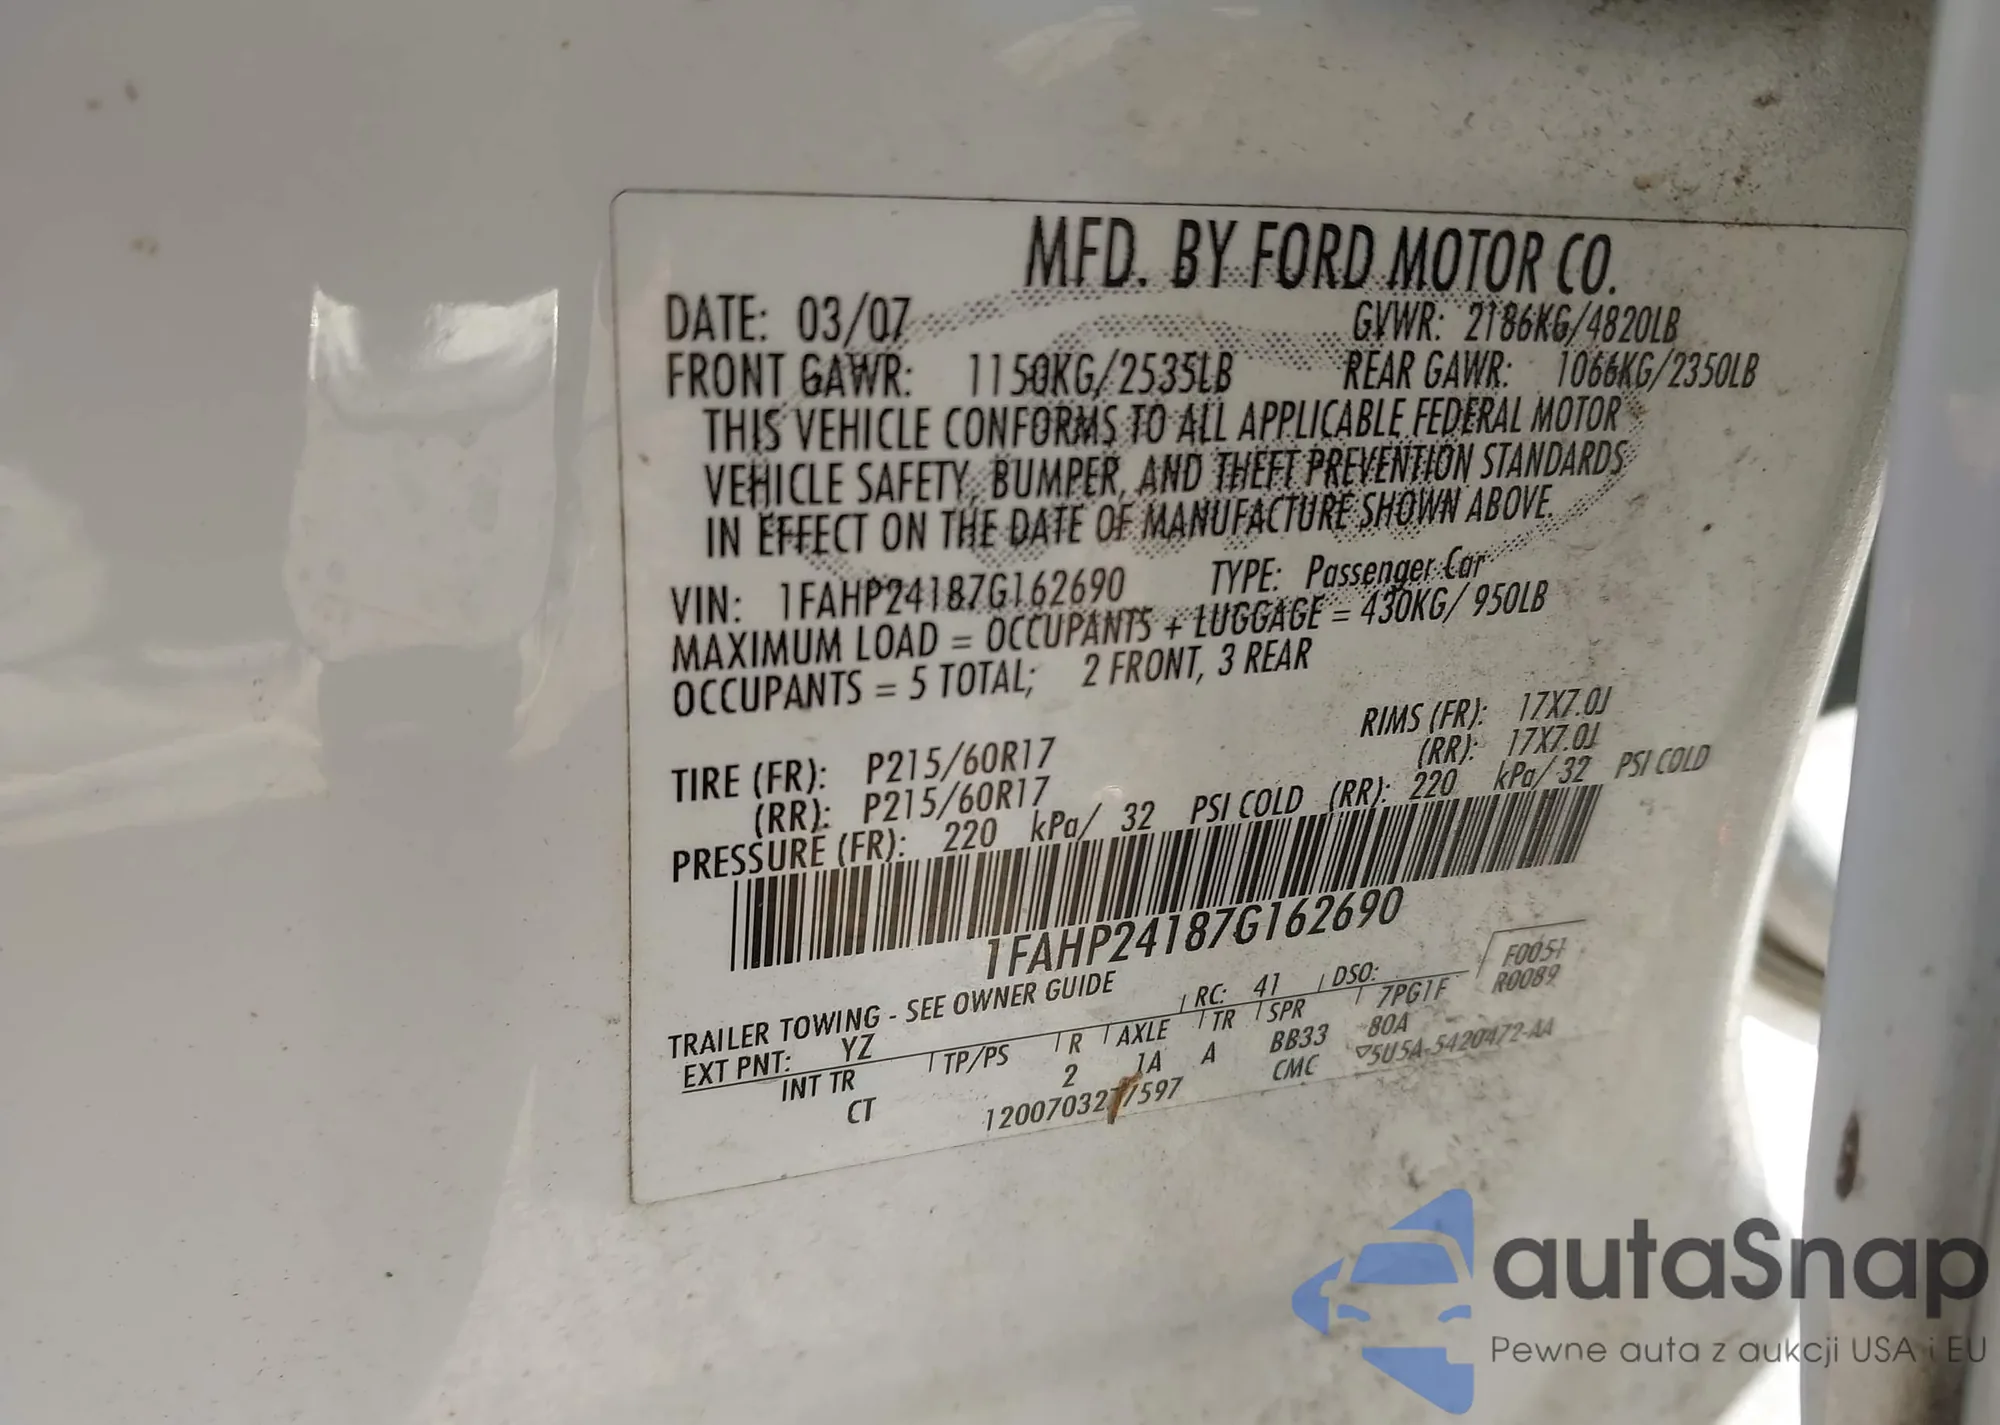 MFD. BY FORD MOTOR CO.
DATE: 03/07 GVWR: 2186KG/4820LB
FRONT GAWR: 1150KG/2535LB REAR GAWR: 1066KG/2350LB
THIS VEHICLE CONFORMS TO ALL APPLICABLE FEDERAL MOTOR
VEHICLE SAFETY, BUMPER, AND THEFT PREVENTION STANDARDS
IN EFFECT ON THE DATE OF MANUFACTURE SHOWN ABOVE.
VIN: 1FAHP24187G162690 TYPE: Passenger Car
MAXIMUM LOAD = OCCUPANTS + LUGGAGE = 430KG/ 950LB
OCCUPANTS = 5 TOTAL; 2 FRONT, 3 REAR
TIRE (FR): P215/60R17 RIMS (FR): 17X7.0J
(RR): P215/60R17 (RR): 17X7.0J
PRESSURE (FR): 220 kPa/ 32 PSI COLD (RR): 220 kPa/ 32 PSI COLD
1FAHP24187G162690
TRAILER TOWING - SEE OWNER GUIDE RC: 41 DSO: F0051
EXT PNT: YZ R0089
INT TR TP/PS R AXLE TR SPR 7PG1F
CT 2 1A A BB33 80A
12007032 597 CMC 5U5A-5420472-AA
autaSnap
Pewne auta z aukcji USA i EU